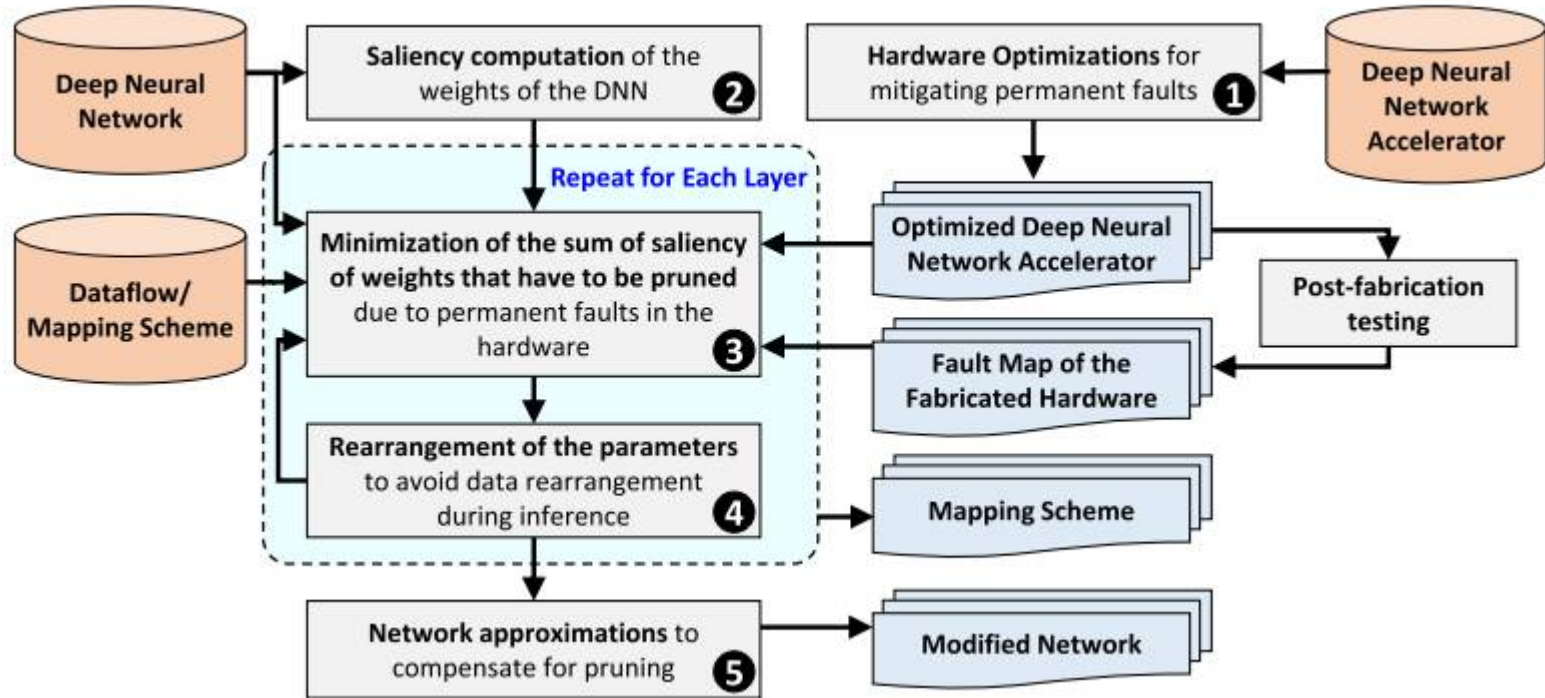 Deep Neural
Network
Saliency computation of the
weights of the DNN
2
Hardware Optimizations for
mitigating permanent faults
1
Deep Neural
Network
Accelerator
Repeat for Each Layer
Dataflow/
Mapping Scheme
Minimization of the sum of saliency
of weights that have to be pruned
due to permanent faults in the
hardware
3
Optimized Deep Neural
Network Accelerator
Post-fabrication
testing
Fault Map of the
Fabricated Hardware
Rearrangement of the parameters
to avoid data rearrangement
during inference
4
Mapping Scheme
Network approximations to
compensate for pruning
5
Modified Network